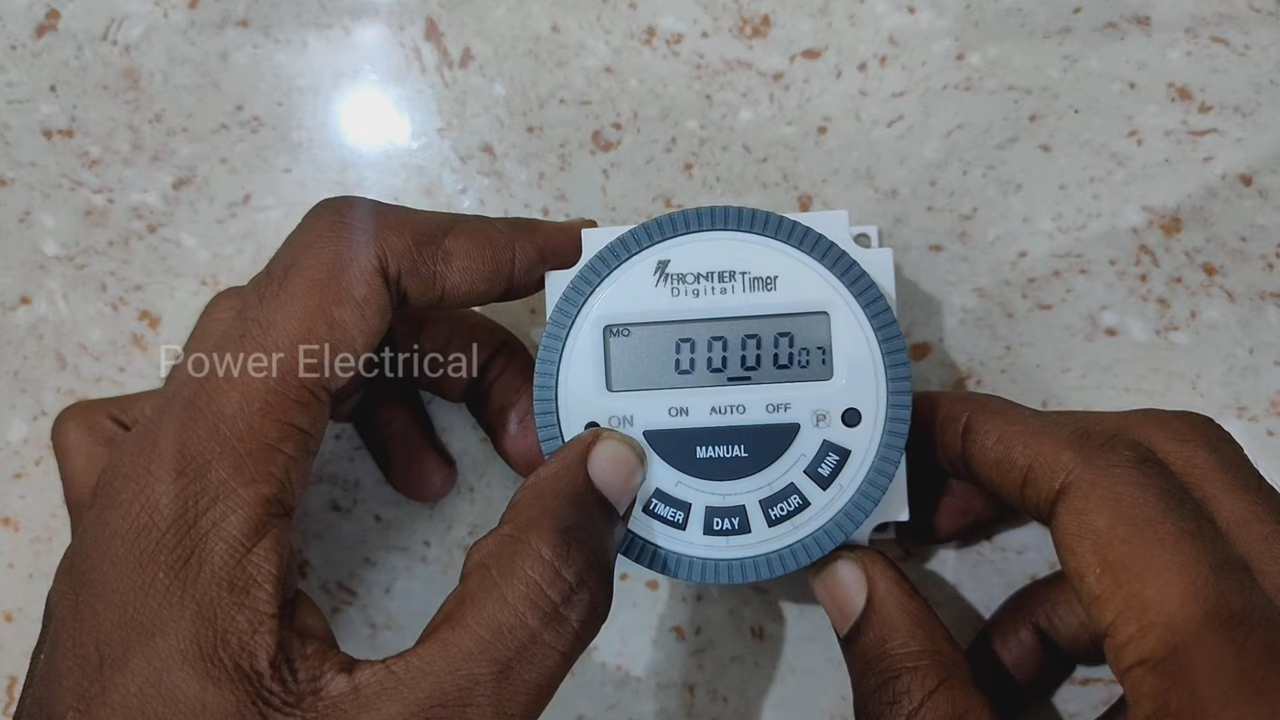 FRONTIER
Digital Timer
MO
0000 07
ON AUTO OFF
ON
P
Power Electrical
MANUAL
TIMER DAY HOUR MIN